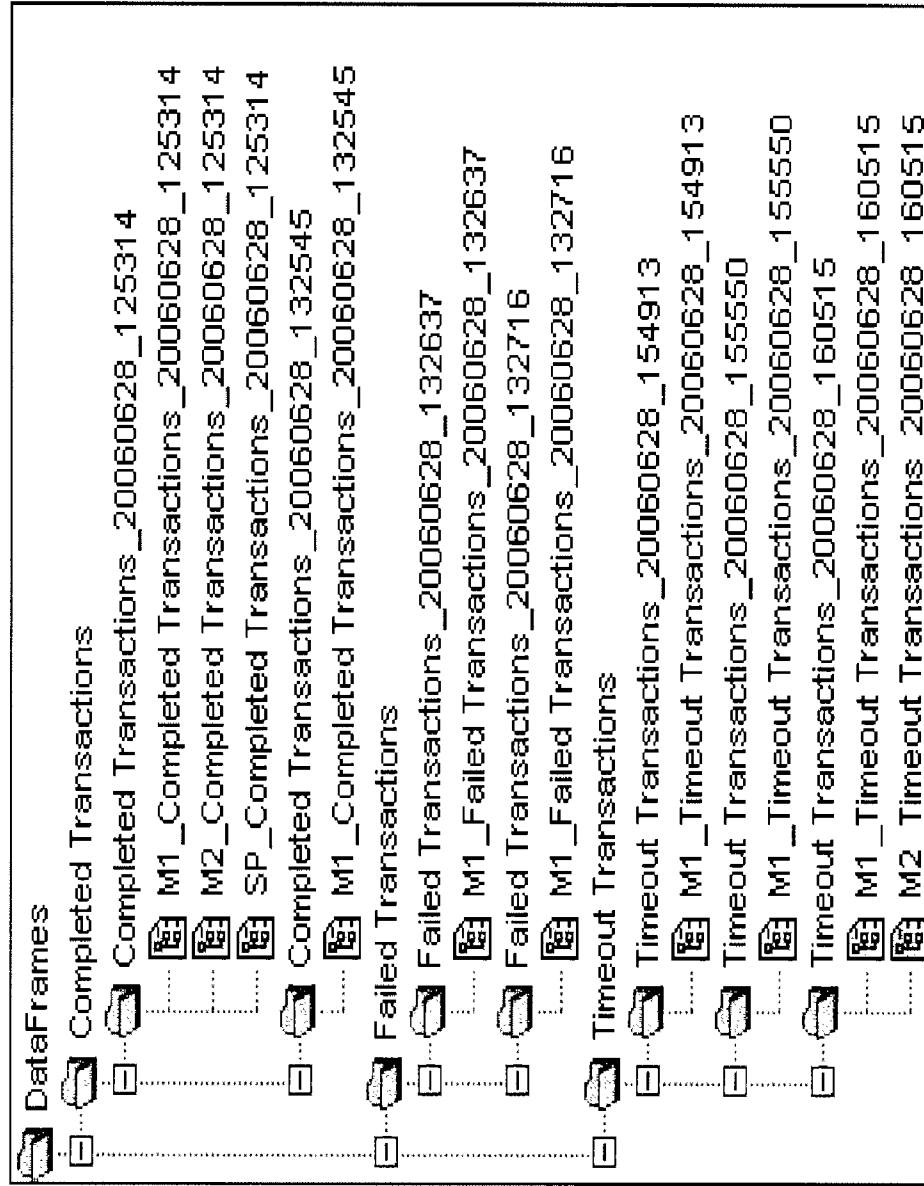 DataFrames
Completed Transactions
Completed Transactions_20060628_125314
M1_Completed Transactions_20060628_125314
M2_Completed Transactions_20060628_125314
SP_Completed Transactions_20060628_125314
Completed Transactions_20060628_132545
M1_Completed Transactions_20060628_132545
Failed Transactions
Failed Transactions_20060628_132637
M1_Failed Transactions_20060628_132637
Failed Transactions_20060628_132716
M1_Failed Transactions_20060628_132716
Timeout Transactions
Timeout Transactions_20060628_154913
M1_Timeout Transactions_20060628_154913
Timeout Transactions_20060628_155550
M1_Timeout Transactions_20060628_155550
Timeout Transactions_20060628_160515
M1_Timeout Transactions_20060628_160515
M2_Timeout Transactions_20060628_160515